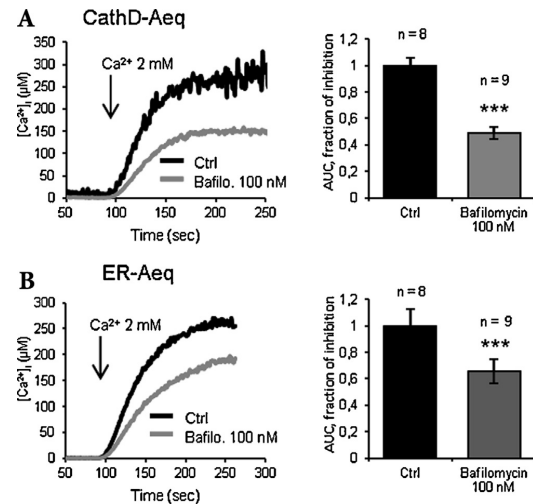 A
CathD-Aeq
[Ca²⁺]ₗ (µM)
350
300
250
200
150
100
50
0
Ca²⁺ 2 mM
Ctrl
Bafilo. 100 nM
50
100
150
200
250
Time (sec)
AUC, fraction of inhibition
1,2
1
0,8
0,6
0,4
0,2
0
n = 8
n = 9
***
Ctrl
Bafilomycin
100 nM
B
ER-Aeq
[Ca²⁺]ₗ (µM)
300
250
200
150
100
50
0
Ca²⁺ 2 mM
Ctrl
Bafilo. 100 nM
50
100
150
200
250
300
Time (sec)
AUC, fraction of inhibition
1,2
1
0,8
0,6
0,4
0,2
0
n = 8
n = 9
***
Ctrl
Bafilomycin
100 nM